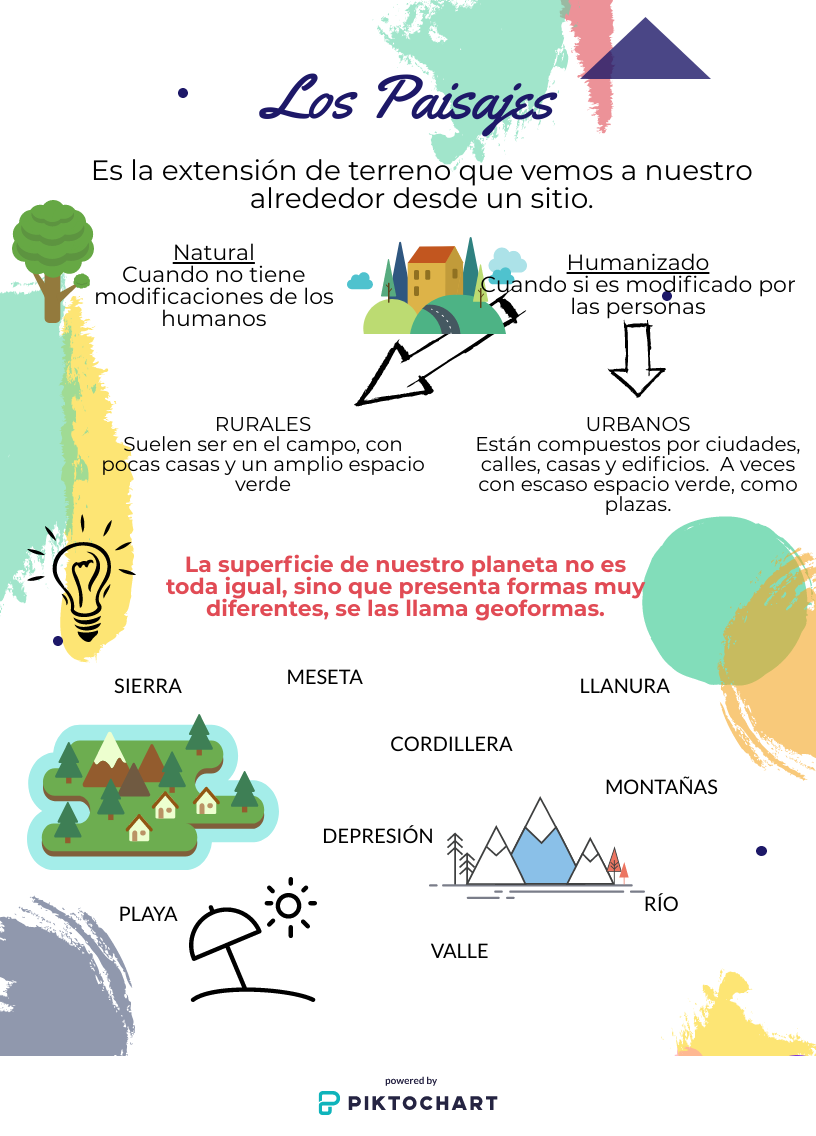 Los Paisajes
Es la extensión de terreno que vemos a nuestro
alrededor desde un sitio.
Natural
Cuando no tiene
modificaciones de los
humanos
Humanizado
Cuando si es modificado por
las personas
RURALES
Suelen ser en el campo, con
pocas casas y un amplio espacio
verde
URBANOS
Están compuestos por ciudades,
calles, casas y edificios. A veces
con escaso espacio verde, como
plazas.
La superficie de nuestro planeta no es
toda igual, sino que presenta formas muy
diferentes, se las llama geoformas.
SIERRA
MESETA
LLANURA
CORDILLERA
MONTAÑAS
DEPRESIÓN
RÍO
PLAYA
VALLE
powered by
PIKTOCHART